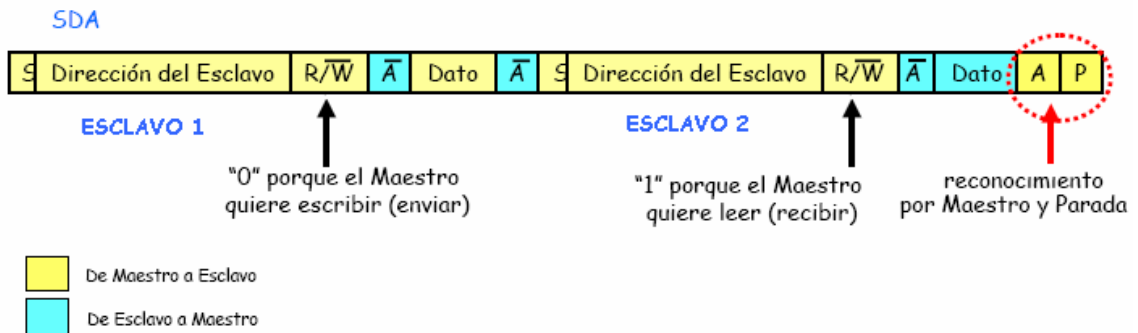 SDA
S Dirección del Esclavo R/W̅ A̅ Dato A̅ S Dirección del Esclavo R/W̅ A̅ Dato A P
ESCLAVO 1 ESCLAVO 2
"0" porque el Maestro
quiere escribir (enviar)
"1" porque el Maestro
quiere leer (recibir)
reconocimiento
por Maestro y Parada
De Maestro a Esclavo
De Esclavo a Maestro